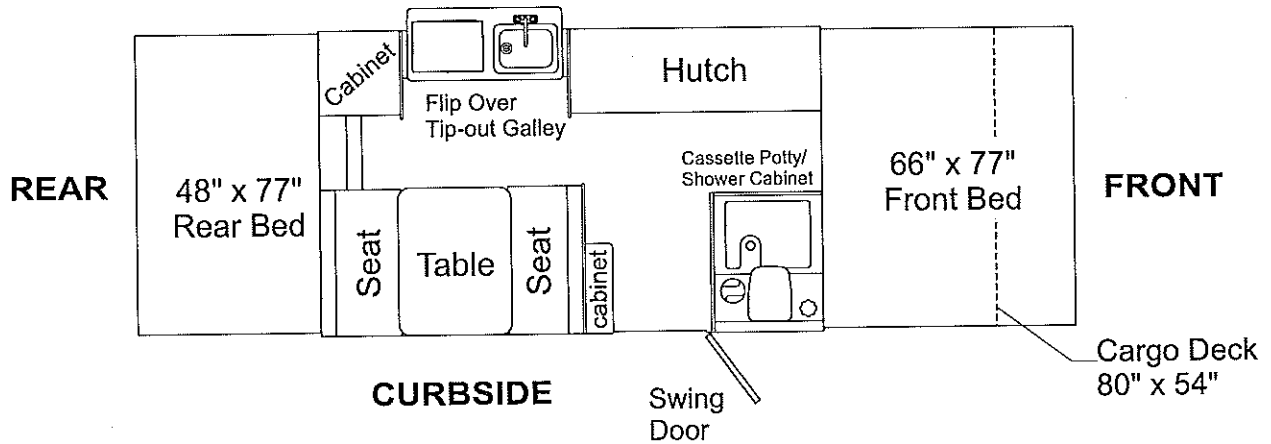 Cabinet
Flip Over
Tip-out Galley
Hutch
Cassette Potty/
Shower Cabinet
REAR
48" x 77"
Rear Bed
66" x 77"
Front Bed
FRONT
Seat
Table
Seat
cabinet
CURBSIDE
Swing
Door
Cargo Deck
80" x 54"